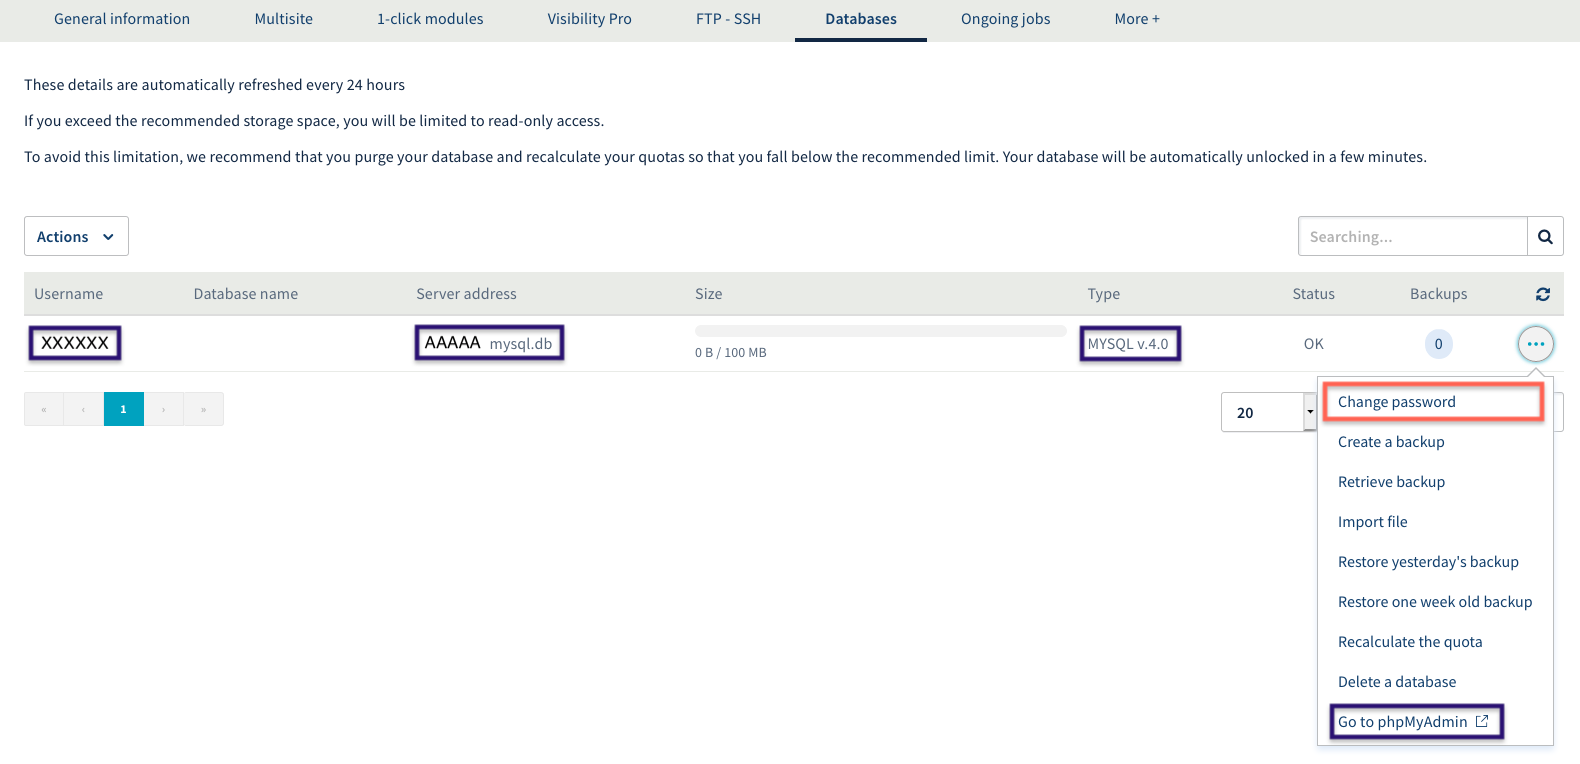 General information Multisite 1-click modules Visibility Pro FTP - SSH Databases Ongoing jobs More +
These details are automatically refreshed every 24 hours
If you exceed the recommended storage space, you will be limited to read-only access.
To avoid this limitation, we recommend that you purge your database and recalculate your quotas so that you fall below the recommended limit. Your database will be automatically unlocked in a few minutes.
Actions
Searching...
Username Database name Server address Size Type Status Backups
XXXXXX AAAAA mysql.db 0 B / 100 MB MYSQL v.4.0 OK 0 ...
« ‹ 1 › »
20
Change password
Create a backup
Retrieve backup
Import file
Restore yesterday's backup
Restore one week old backup
Recalculate the quota
Delete a database
Go to phpMyAdmin